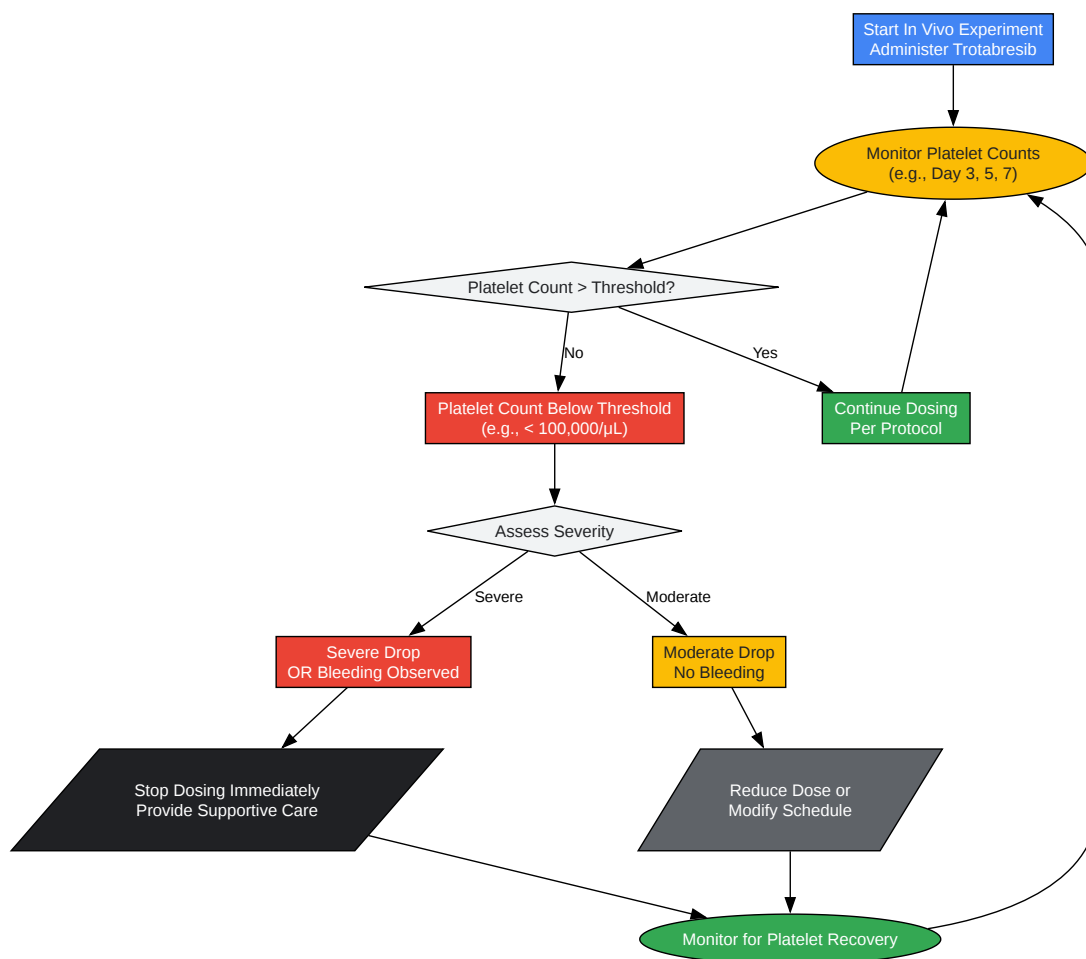 Start In Vivo Experiment
Administer Trotabresib
Monitor Platelet Counts
(e.g., Day 3, 5, 7)
Platelet Count > Threshold?
No
Yes
Platelet Count Below Threshold
(e.g., < 100,000/μL)
Continue Dosing
Per Protocol
Assess Severity
Severe
Moderate
Severe Drop
OR Bleeding Observed
Moderate Drop
No Bleeding
Stop Dosing Immediately
Provide Supportive Care
Reduce Dose or
Modify Schedule
Monitor for Platelet Recovery